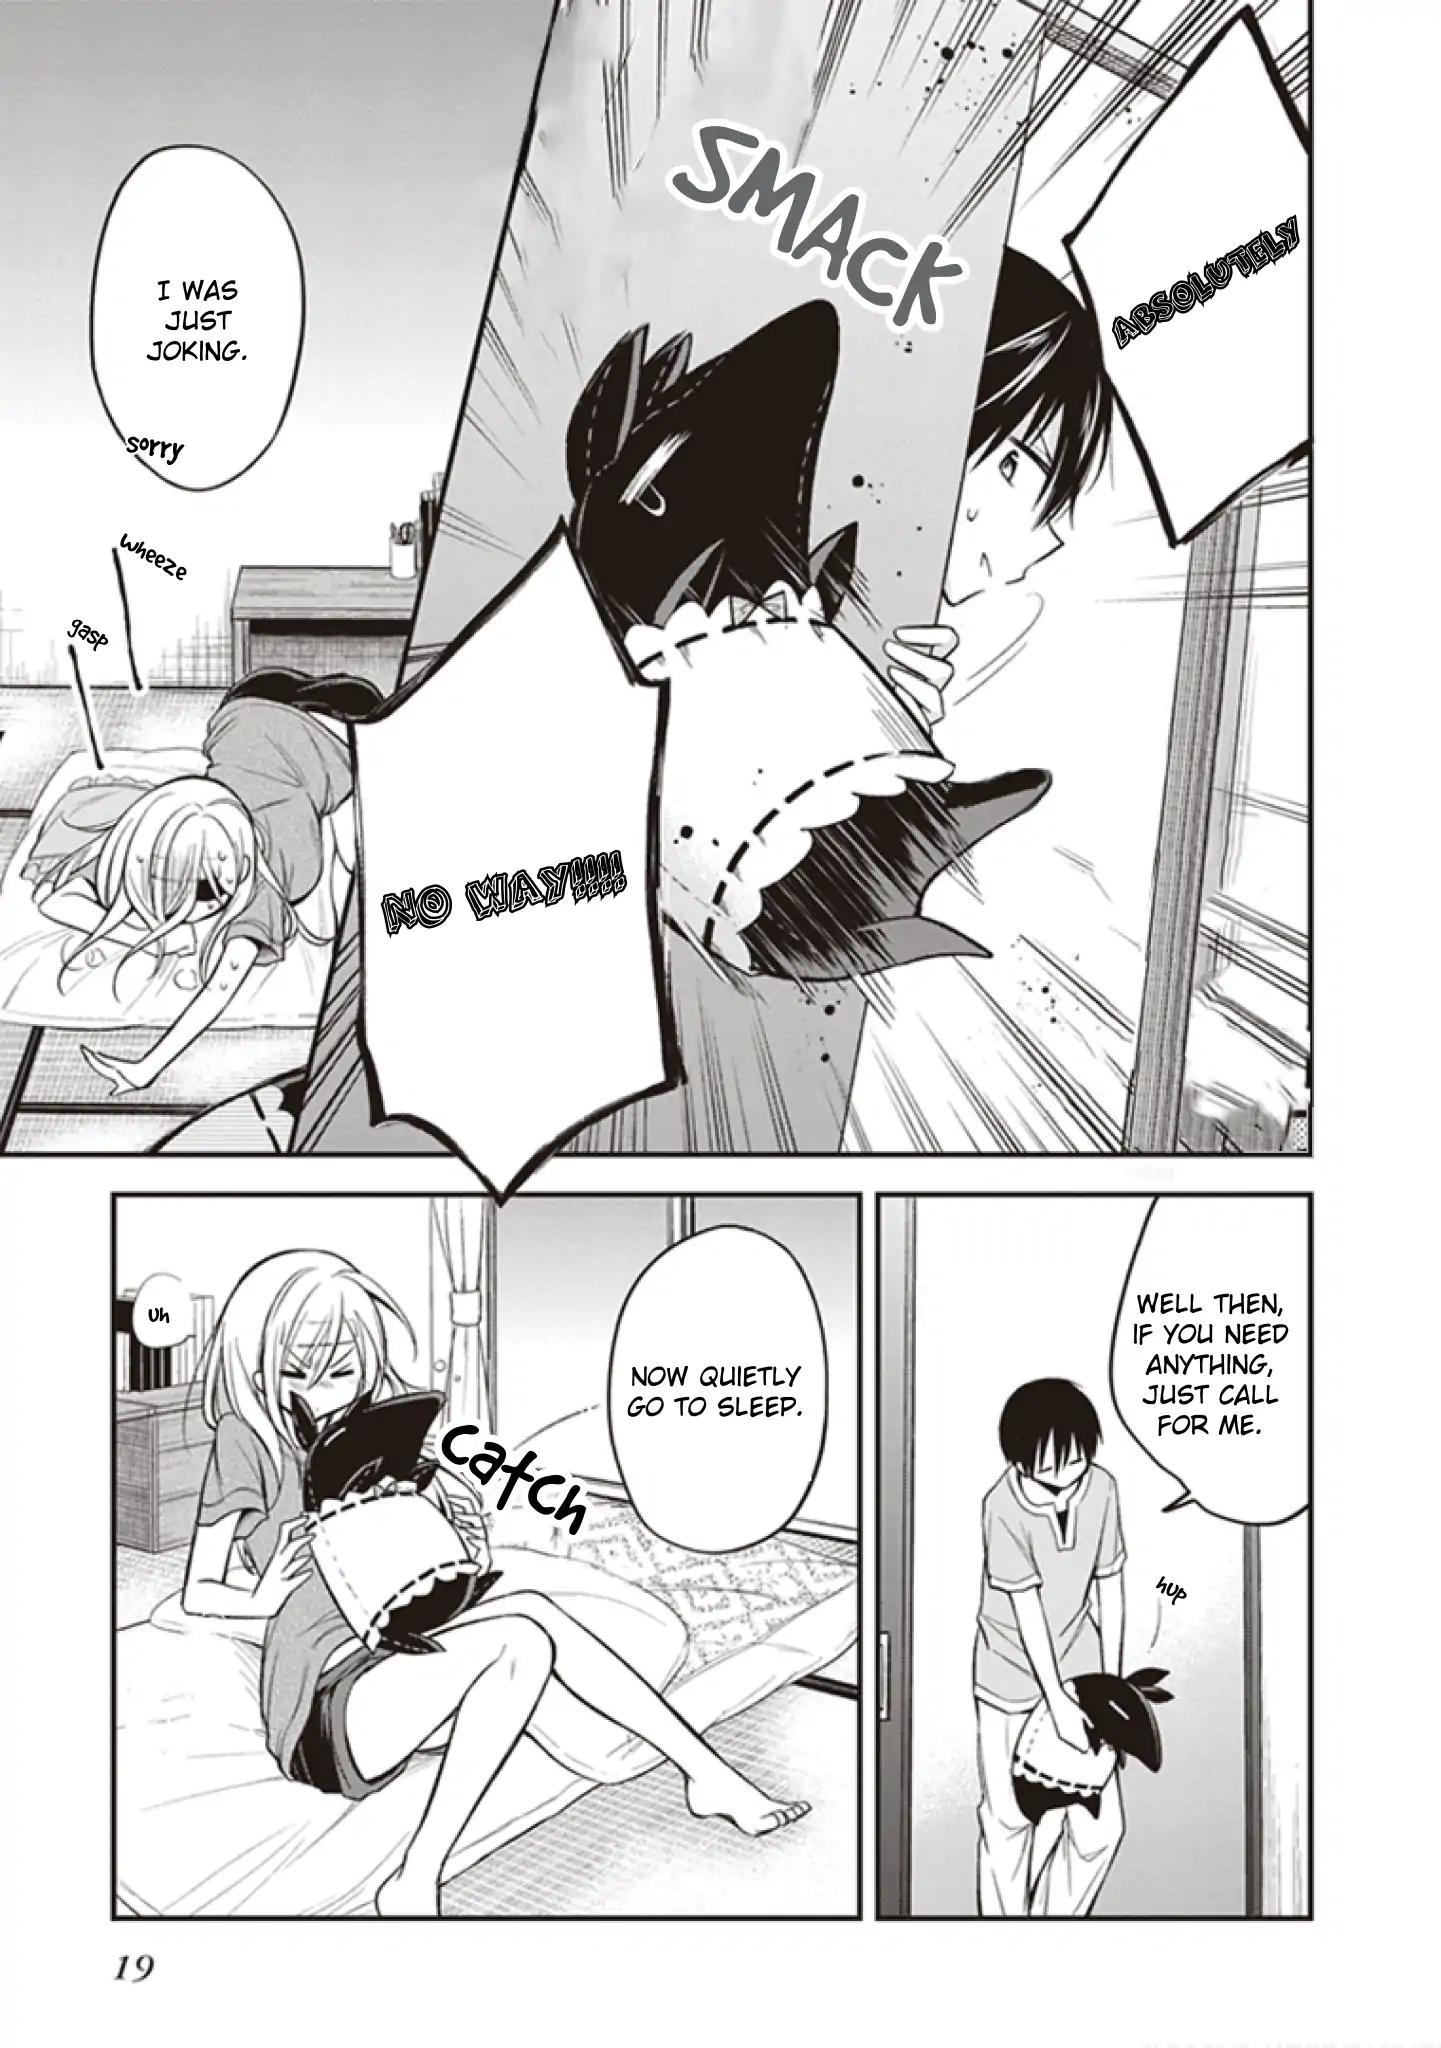 ABSOLUTELY
SMACK
NO WAY!!!!!
I WAS
JUST
JOKING.
sorry
wheeze
gasp
WELL THEN,
IF YOU NEED
ANYTHING,
JUST CALL
FOR ME.
hup
NOW QUIETLY
GO TO SLEEP.
catch
uh
19